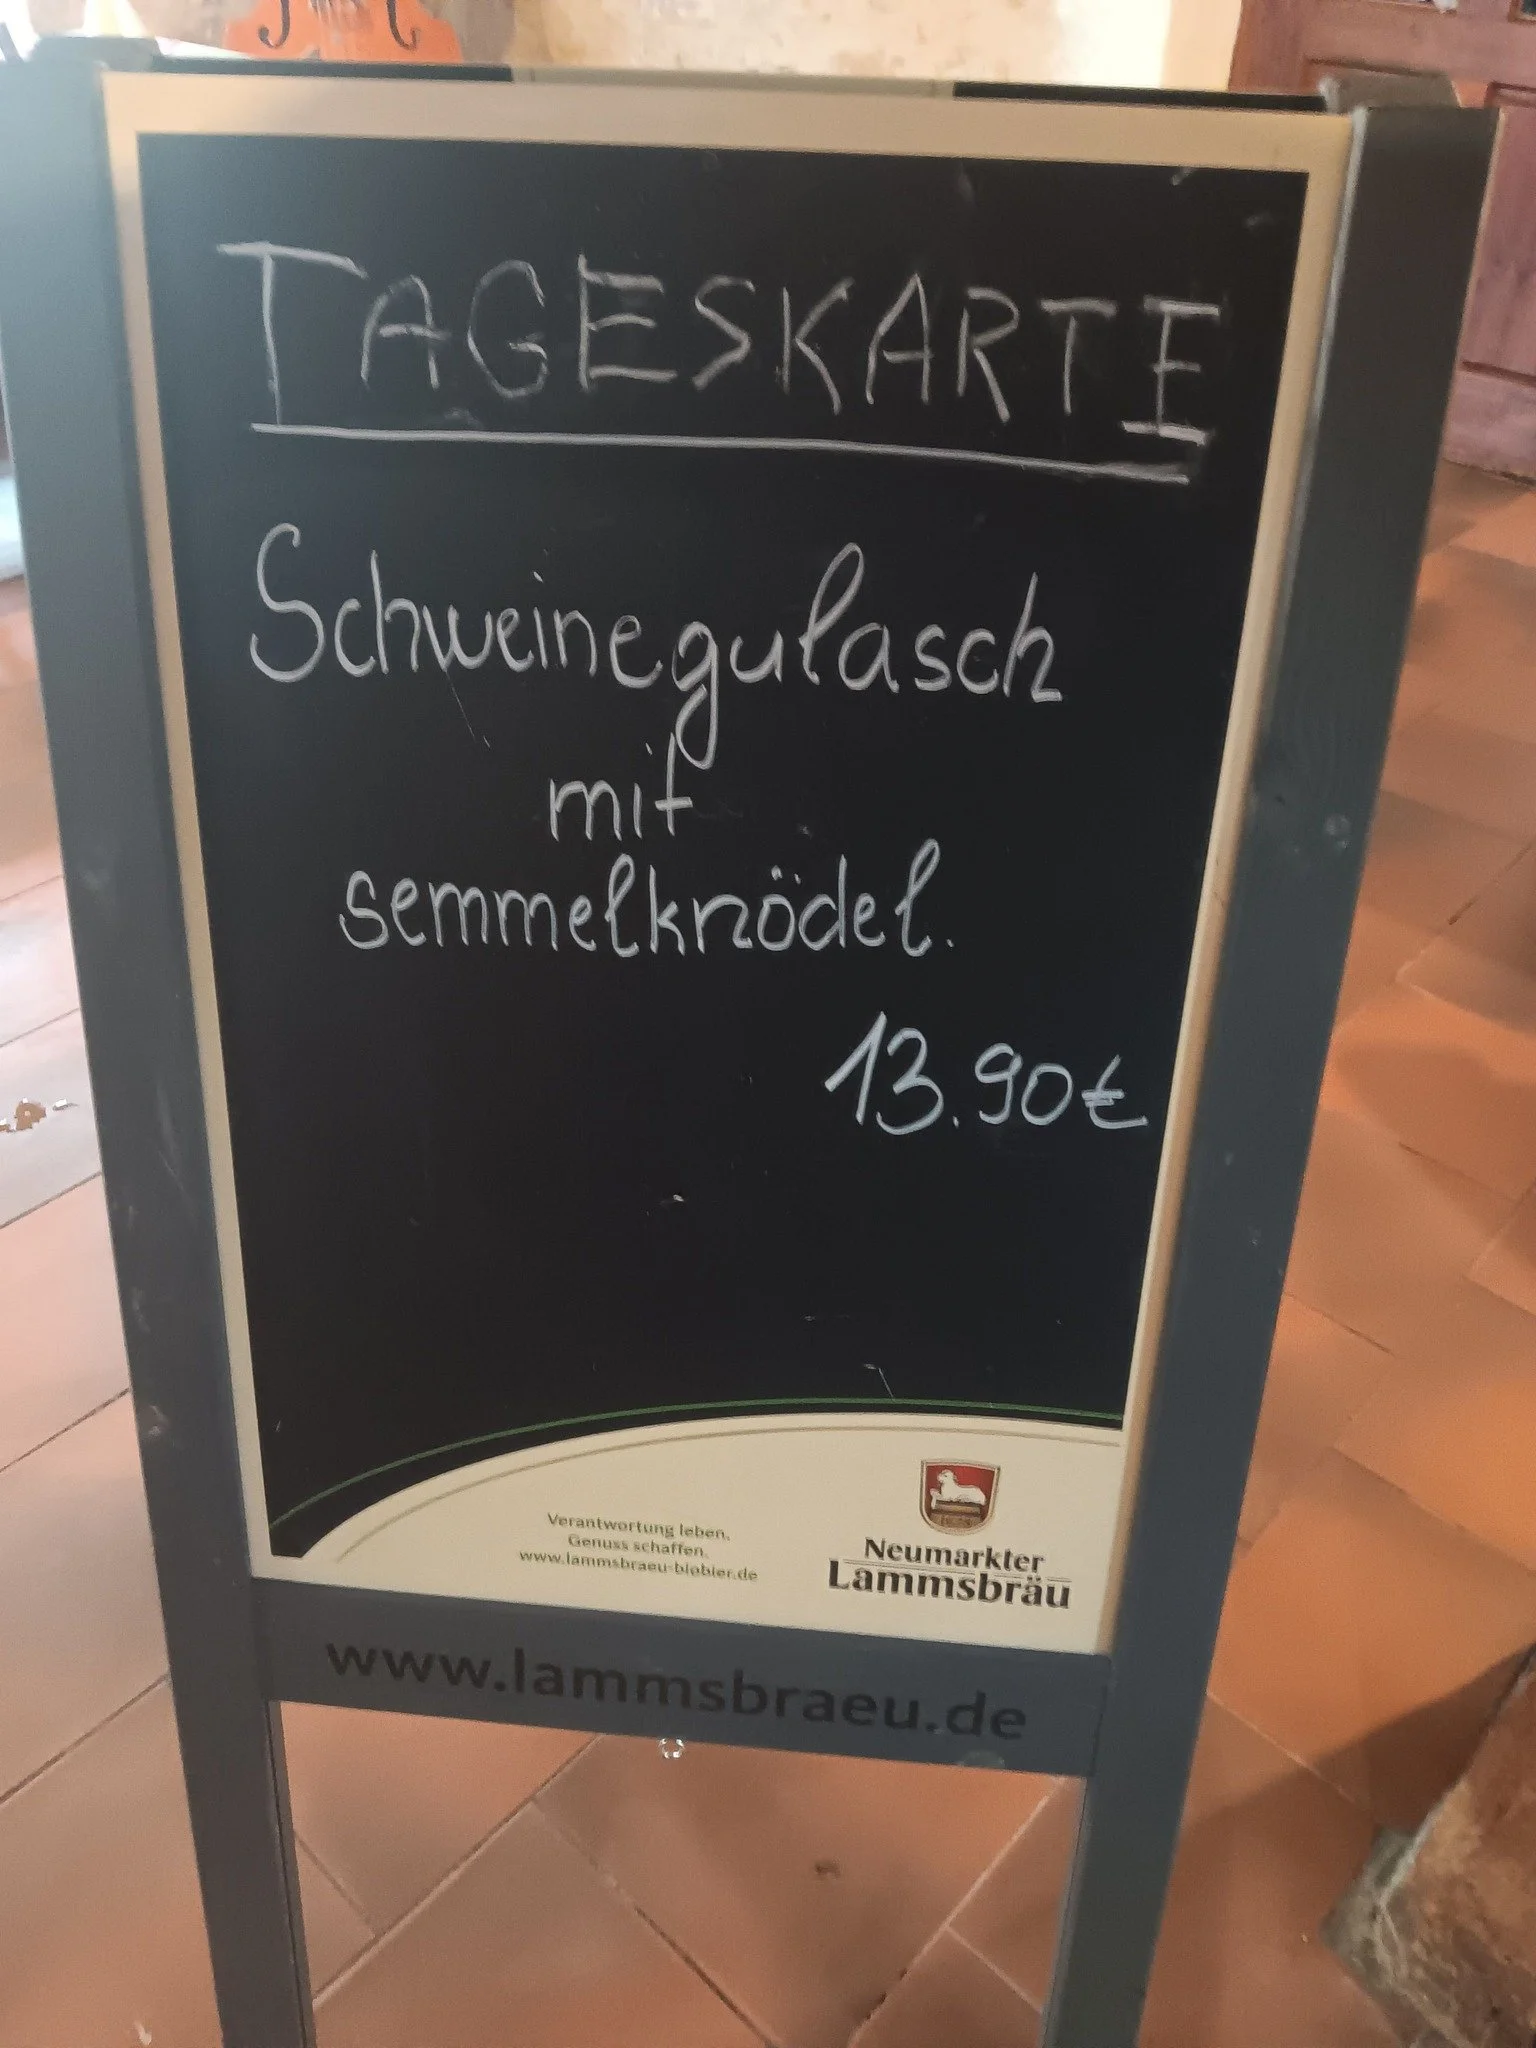 TAGESKARTE
Schweinegulasch
mit
semmelknödel.
13.90€
Verantwortung leben.
Genuss schaffen.
www.lammsbraeu-biobier.de
Neumarkter
Lammsbräu
www.lammsbraeu.de